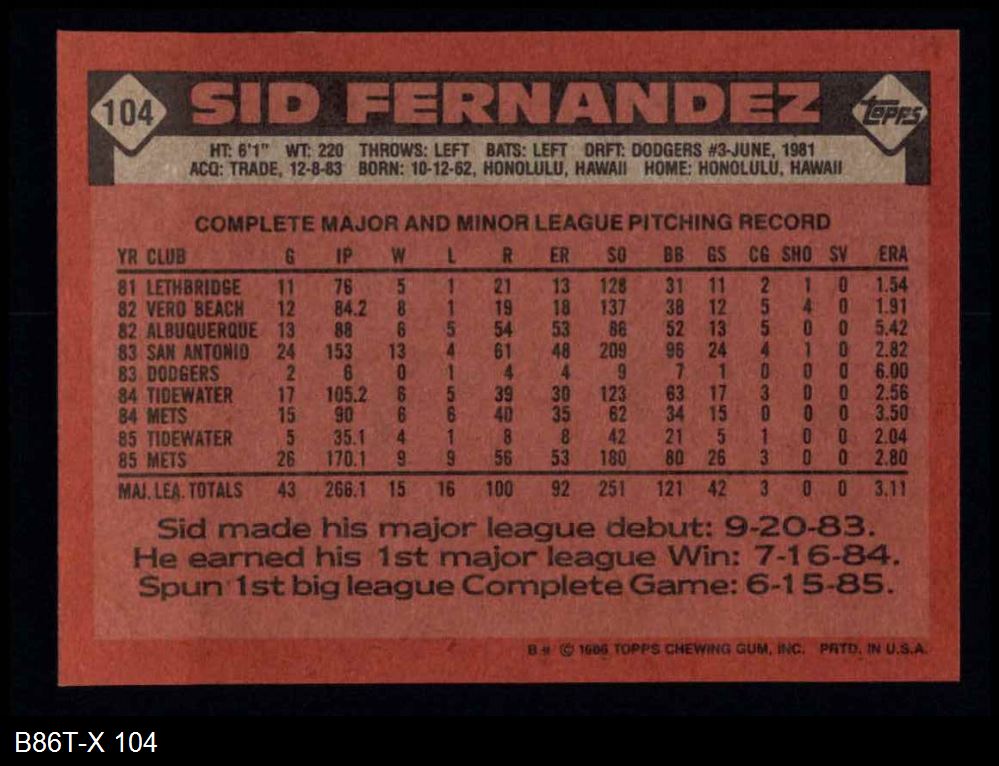 104 SID FERNANDEZ TOPPS
HT: 6'1" WT: 220 THROWS: LEFT BATS: LEFT DRFT: DODGERS #3-JUNE, 1981
ACQ: TRADE, 12-8-83 BORN: 10-12-62, HONOLULU, HAWAII HOME: HONOLULU, HAWAII
COMPLETE MAJOR AND MINOR LEAGUE PITCHING RECORD
YR CLUB G IP W L R ER SO BB GS CG SHO SV ERA
81 LETHBRIDGE 11 76 5 1 21 13 128 31 11 2 1 0 1.54
82 VERO BEACH 12 84.2 8 1 19 18 137 38 12 5 4 0 1.91
82 ALBUQUERQUE 13 88 6 5 54 53 86 52 13 5 0 0 5.42
83 SAN ANTONIO 24 153 13 4 61 48 209 96 24 4 1 0 2.82
83 DODGERS 2 6 0 1 4 4 9 7 1 0 0 0 6.00
84 TIDEWATER 17 105.2 6 5 39 30 123 63 17 3 0 0 2.56
84 METS 15 90 6 6 40 35 62 34 15 0 0 0 3.50
85 TIDEWATER 5 35.1 4 1 8 8 42 21 5 1 0 0 2.04
85 METS 26 170.1 9 9 56 53 180 80 26 3 0 0 2.80
MAJ. LEA. TOTALS 43 266.1 15 16 100 92 251 121 42 3 0 0 3.11
Sid made his major league debut: 9-20-83.
He earned his 1st major league Win: 7-16-84.
Spun 1st big league Complete Game: 6-15-85.
© 1986 TOPPS CHEWING GUM, INC. PRTD. IN U.S.A.
B86T-X 104